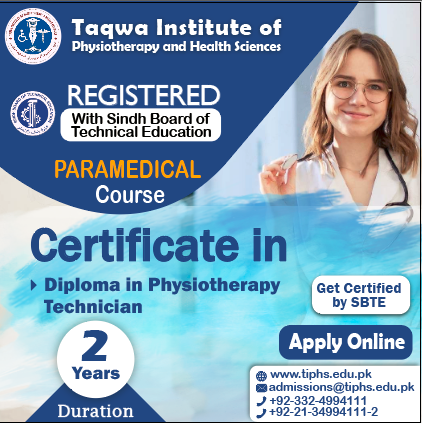 Taqwa Institute of
Physiotherapy and Health Sciences
REGISTERED
With Sindh Board of
Technical Education
PARAMEDICAL
Course
Certificate in
Diploma in Physiotherapy
Technician
Get Certified
by SBTE
2
Years
Duration
Apply Online
www.tiphs.edu.pk
admissions@tiphs.edu.pk
+92-332-4994111
+92-21-34994111-2